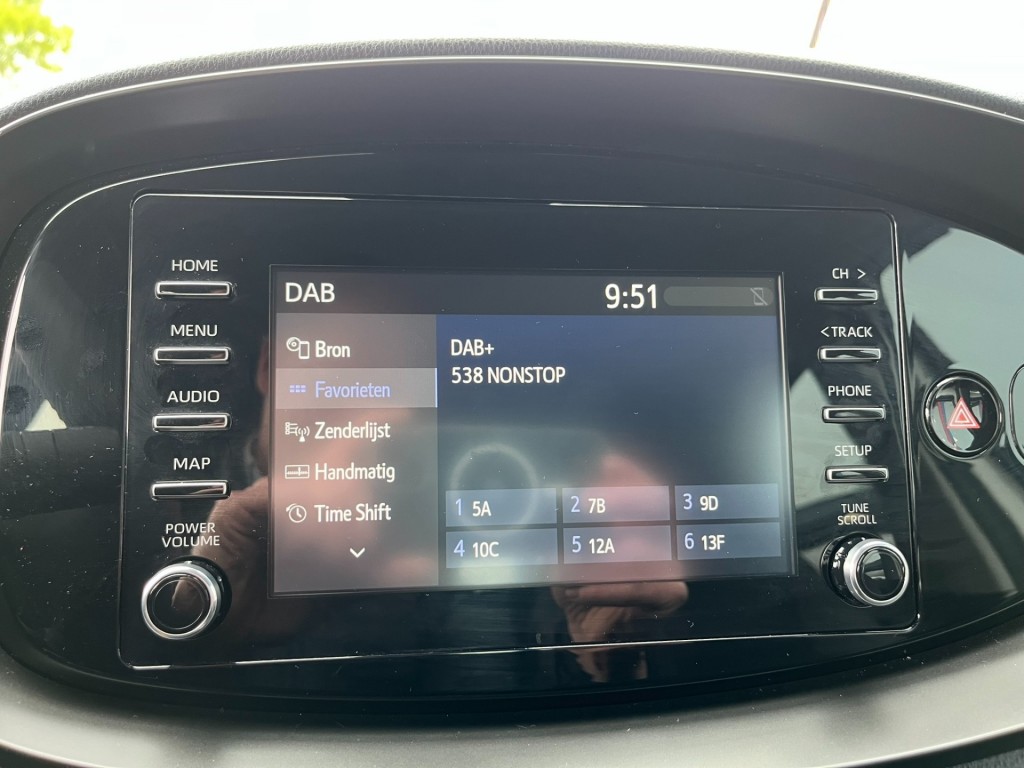 HOME
MENU
AUDIO
MAP
POWER
VOLUME
DAB
9:51
Bron
Favorieten
Zenderlijst
Handmatig
Time Shift
DAB+
538 NONSTOP
1 5A
2 7B
3 9D
4 10C
5 12A
6 13F
CH >
< TRACK
PHONE
SETUP
TUNE
SCROLL